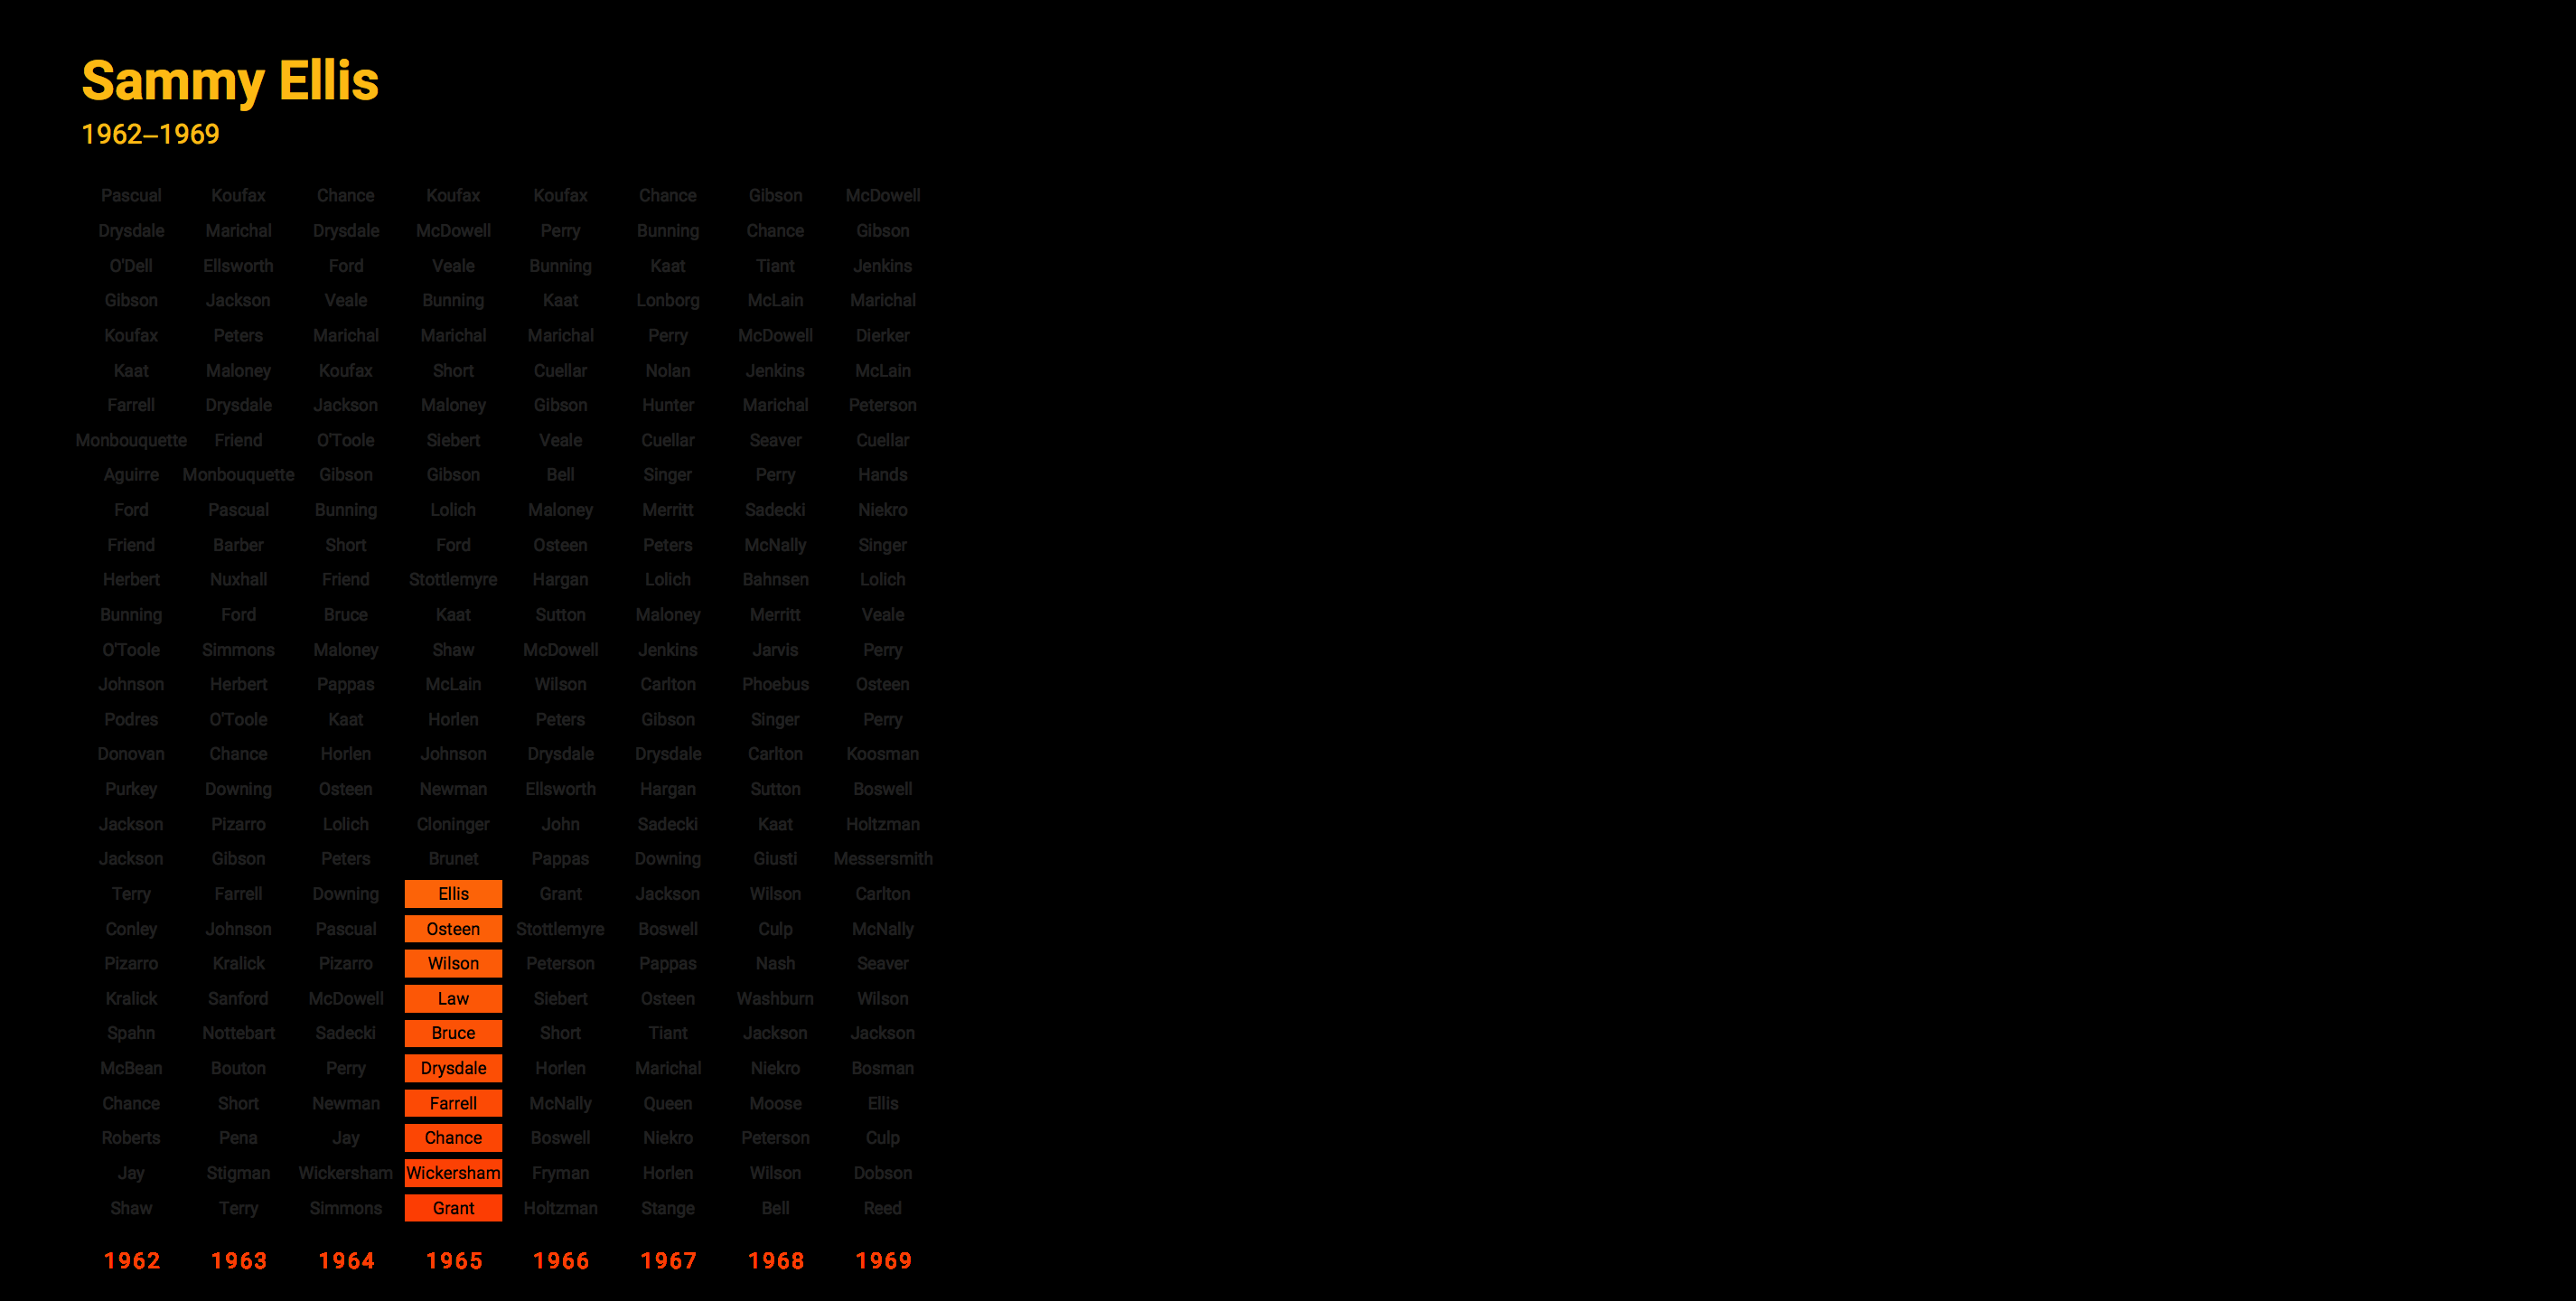 Sammy Ellis
1962–1969
Pascual Koufax Chance Koufax Koufax Chance Gibson McDowell
Drysdale Marichal Drysdale McDowell Perry Bunning Chance Gibson
O'Dell Ellsworth Ford Veale Bunning Kaat Tiant Jenkins
Gibson Jackson Veale Bunning Kaat Lonborg McLain Marichal
Koufax Peters Marichal Marichal Marichal Perry McDowell Dierker
Kaat Maloney Koufax Short Cuellar Nolan Jenkins McLain
Farrell Drysdale Jackson Maloney Gibson Hunter Marichal Peterson
Monbouquette Friend O'Toole Siebert Veale Cuellar Seaver Cuellar
Aguirre Monbouquette Gibson Gibson Bell Singer Perry Hands
Ford Pascual Bunning Lolich Maloney Merritt Sadecki Niekro
Friend Barber Short Ford Osteen Peters McNally Singer
Herbert Nuxhall Friend Stottlemyre Hargan Lolich Bahnsen Lolich
Bunning Ford Bruce Kaat Sutton Maloney Merritt Veale
O'Toole Simmons Maloney Shaw McDowell Jenkins Jarvis Perry
Johnson Herbert Pappas McLain Wilson Carlton Phoebus Osteen
Podres O'Toole Kaat Horlen Peters Gibson Singer Perry
Donovan Chance Horlen Johnson Drysdale Drysdale Carlton Koosman
Purkey Downing Osteen Newman Ellsworth Hargan Sutton Boswell
Jackson Pizarro Lolich Cloninger John Sadecki Kaat Holtzman
Jackson Gibson Peters Brunet Pappas Downing Giusti Messersmith
Terry Farrell Downing Ellis Grant Jackson Wilson Carlton
Conley Johnson Pascual Osteen Stottlemyre Boswell Culp McNally
Pizarro Kralick Pizarro Wilson Peterson Pappas Nash Seaver
Kralick Sanford McDowell Law Siebert Osteen Washburn Wilson
Spahn Nottebart Sadecki Bruce Short Tiant Jackson Jackson
McBean Bouton Perry Drysdale Horlen Marichal Niekro Bosman
Chance Short Newman Farrell McNally Queen Moose Ellis
Roberts Pena Jay Chance Boswell Niekro Peterson Culp
Jay Stigman Wickersham Wickersham Fryman Horlen Wilson Dobson
Shaw Terry Simmons Grant Holtzman Stange Bell Reed
1962 1963 1964 1965 1966 1967 1968 1969